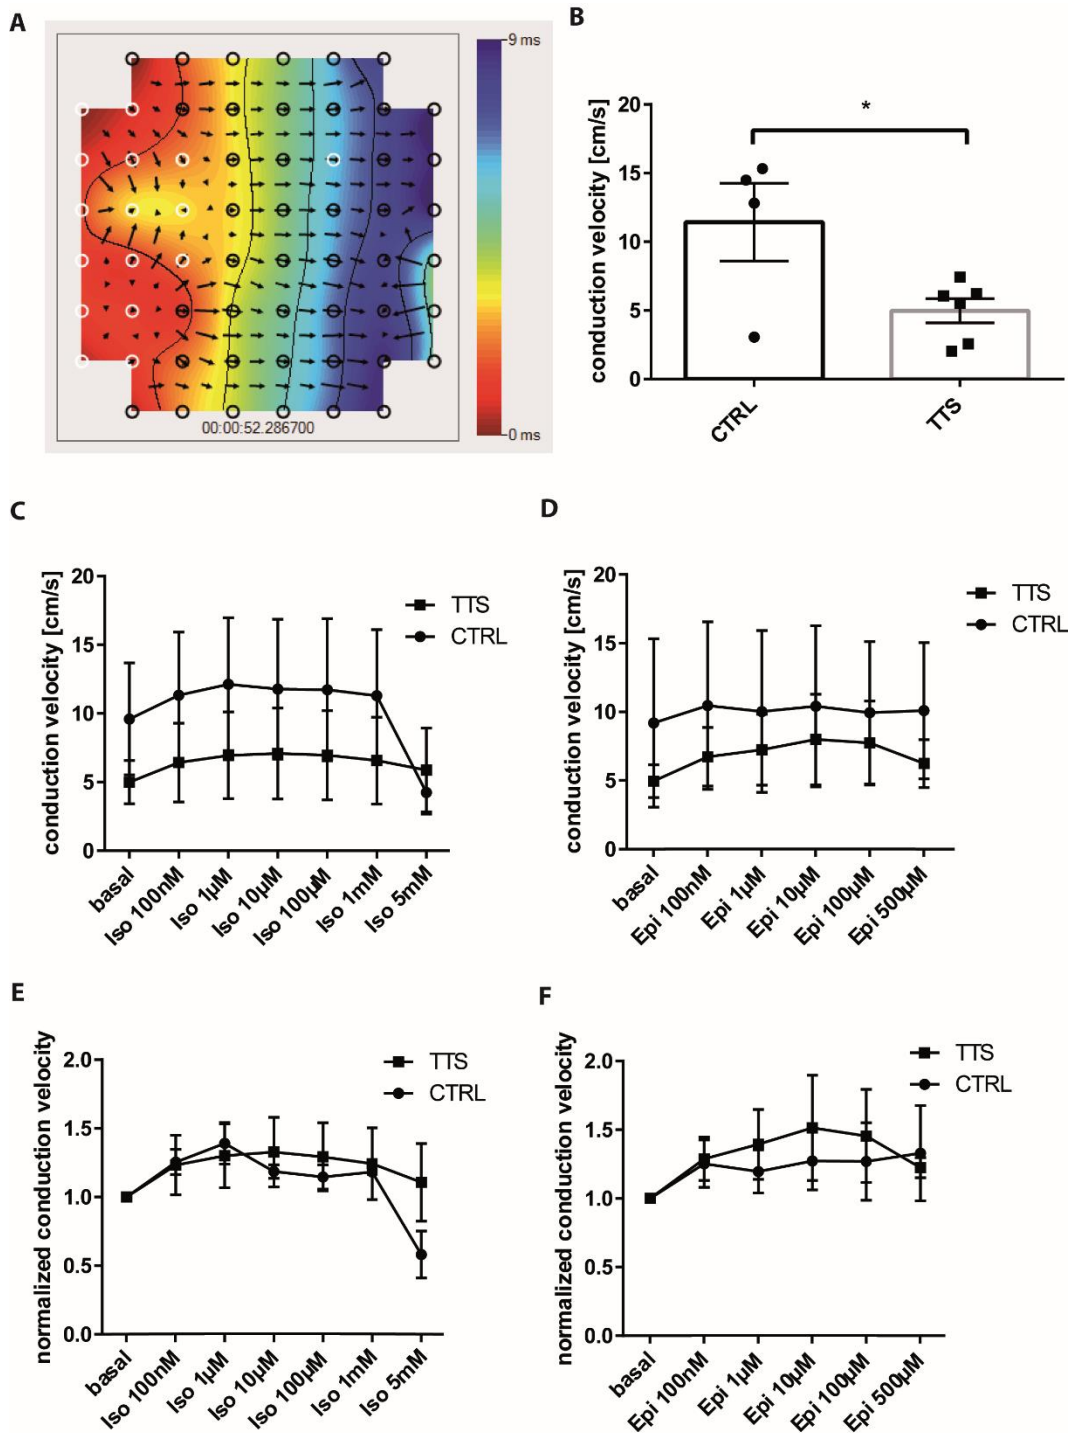 A
9 ms
0 ms
00:00:52.286700
B
conduction velocity [cm/s]
20
15
10
5
0
*
CTRL
TTS
C
conduction velocity [cm/s]
20
15
10
5
0
TTS
CTRL
basal
Iso 100nM
Iso 1µM
Iso 10µM
Iso 100µM
Iso 1mM
Iso 5mM
D
conduction velocity [cm/s]
20
15
10
5
0
TTS
CTRL
basal
Epi 100nM
Epi 1µM
Epi 10µM
Epi 100µM
Epi 500µM
E
normalized conduction velocity
2.0
1.5
1.0
0.5
0.0
TTS
CTRL
basal
Iso 100nM
Iso 1µM
Iso 10µM
Iso 100µM
Iso 1mM
Iso 5mM
F
normalized conduction velocity
2.0
1.5
1.0
0.5
0.0
TTS
CTRL
basal
Epi 100nM
Epi 1µM
Epi 10µM
Epi 100µM
Epi 500µM